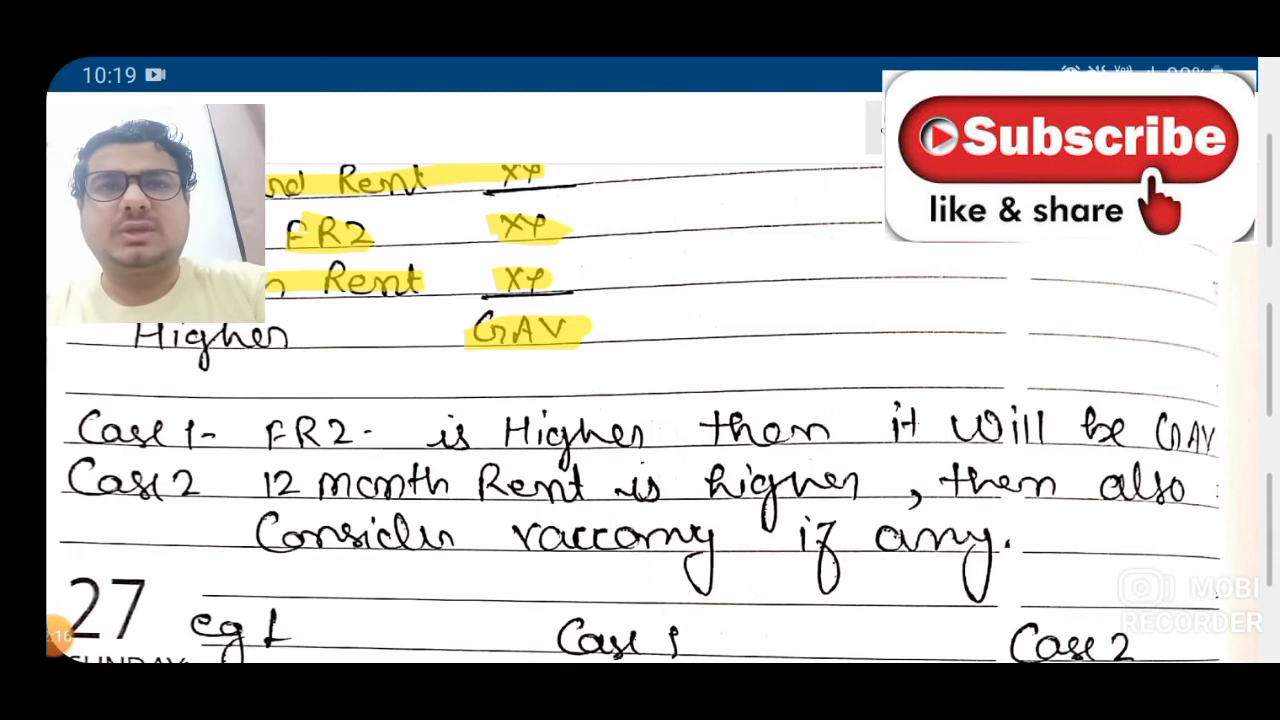 10:19
Subscribe
like & share
nd Rent XX
FR2 XX
n Rent XX
Higher GAV
Case 1- FR2- is Higher then it will be GAV
Case 2 12 month Rent is higher, then also
Consider vaccamy if any.
27
eg 1 Case 1 Case 2
MOBI
RECORDER